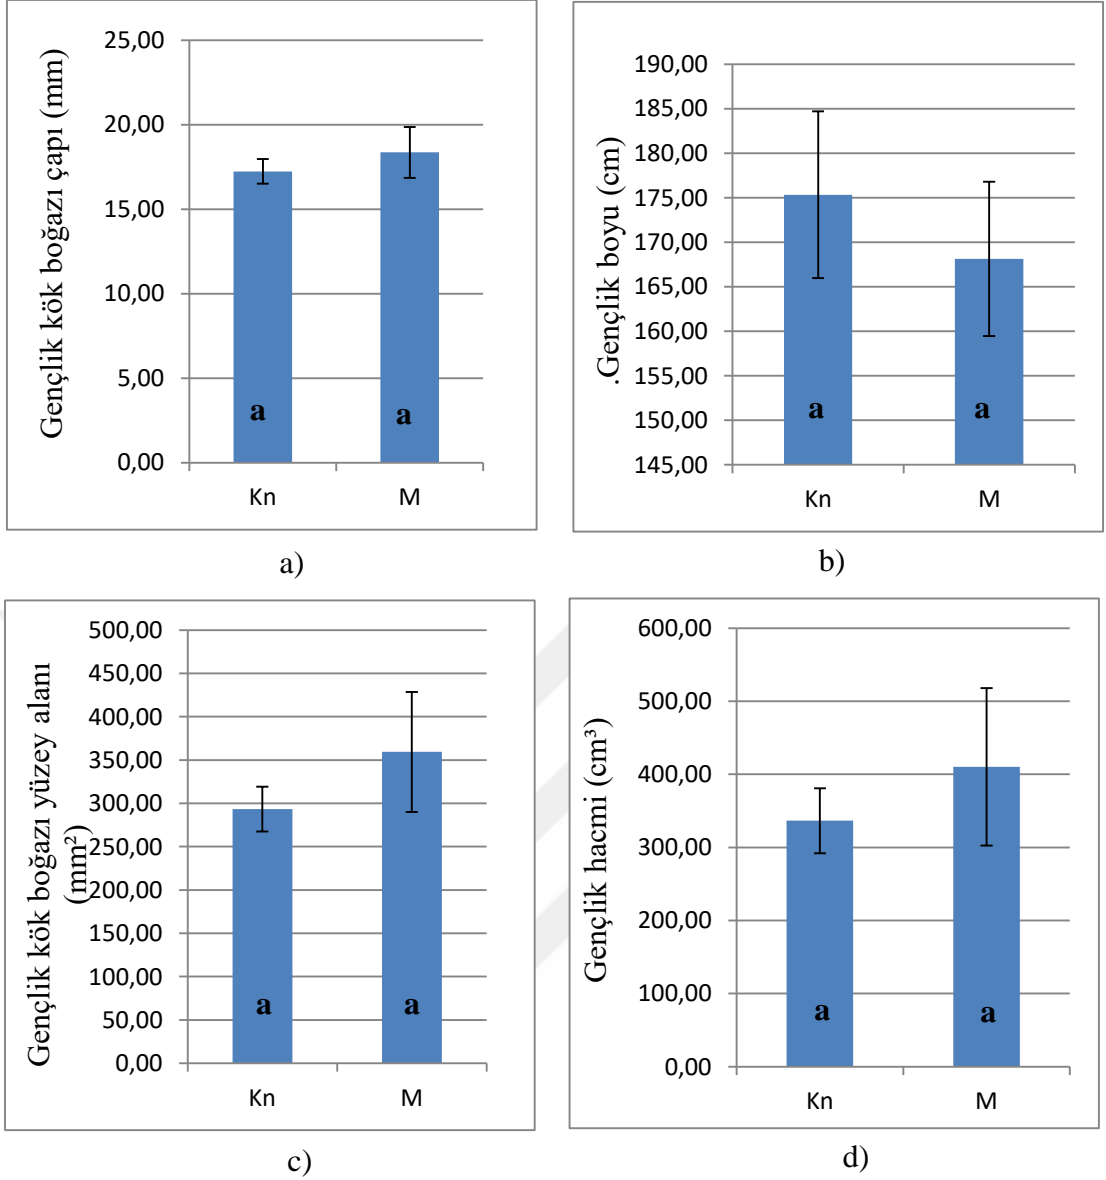 Gençlik kök boğazı çapı (mm)
25,00
20,00
15,00
10,00
5,00
0,00
a
a
Kn
M
a)
.Gençlik boyu (cm)
190,00
185,00
180,00
175,00
170,00
165,00
160,00
155,00
150,00
145,00
a
a
Kn
M
b)
Gençlik kök boğazı yüzey alanı
(mm²)
500,00
450,00
400,00
350,00
300,00
250,00
200,00
150,00
100,00
50,00
0,00
a
a
Kn
M
c)
Gençlik hacmi (cm³)
600,00
500,00
400,00
300,00
200,00
100,00
0,00
a
a
Kn
M
d)